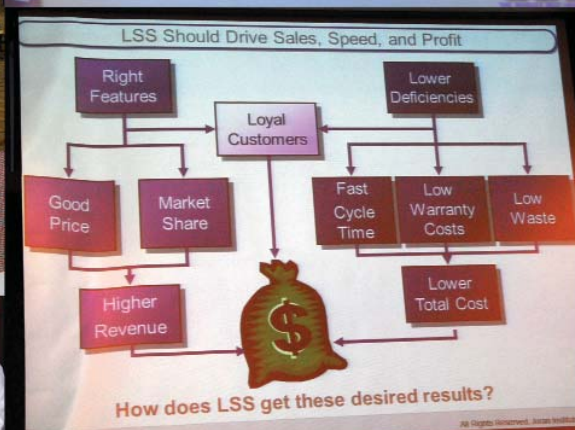 LSS Should Drive Sales, Speed, and Profit
Right
Features
Lower
Deficiencies
Loyal
Customers
Good
Price
Market
Share
Fast
Cycle
Time
Low
Warranty
Costs
Low
Waste
Higher
Revenue
Lower
Total Cost
$
How does LSS get these desired results?
All Rights Reserved, Juran Institute